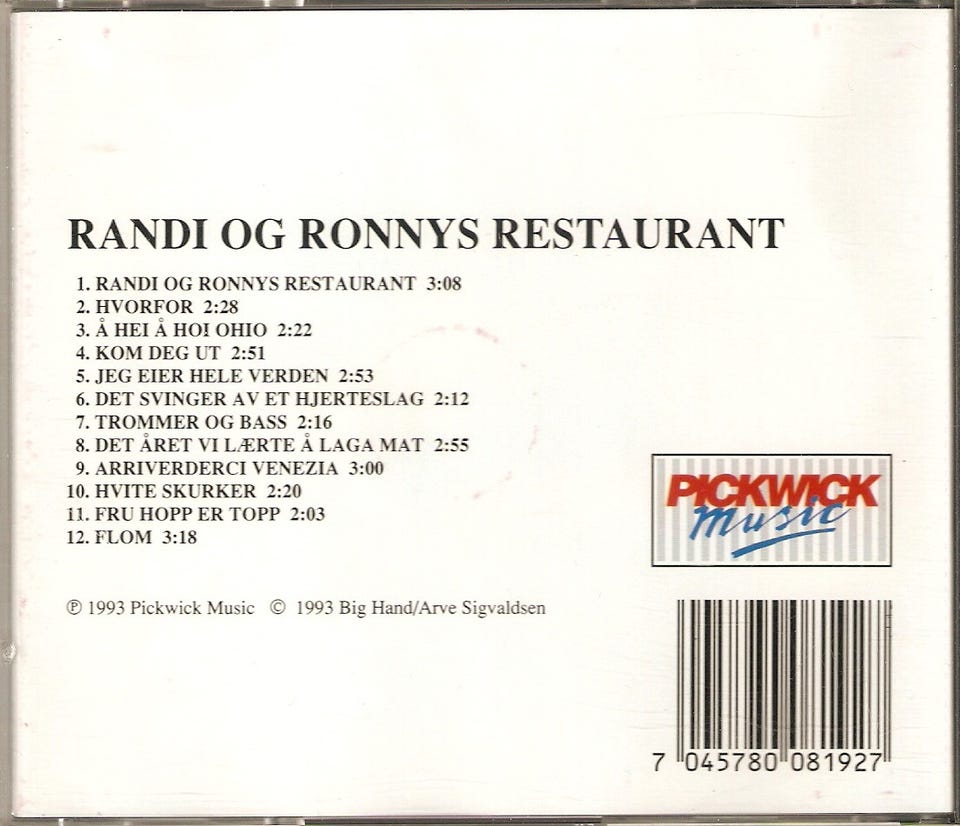 RANDI OG RONNYS RESTAURANT
1. RANDI OG RONNYS RESTAURANT 3:08
2. HVORFOR 2:28
3. Å HEI Å HOI OHIO 2:22
4. KOM DEG UT 2:51
5. JEG EIER HELE VERDEN 2:53
6. DET SVINGER AV ET HJERTESLAG 2:12
7. TROMMER OG BASS 2:16
8. DET ÅRET VI LÆRTE Å LAGA MAT 2:55
9. ARRIVERDERCI VENEZIA 3:00
10. HVITE SKURKER 2:20
11. FRU HOPP ER TOPP 2:03
12. FLOM 3:18
PICKWICK
music
℗ 1993 Pickwick Music © 1993 Big Hand/Arve Sigvaldsen
7 045780 081927